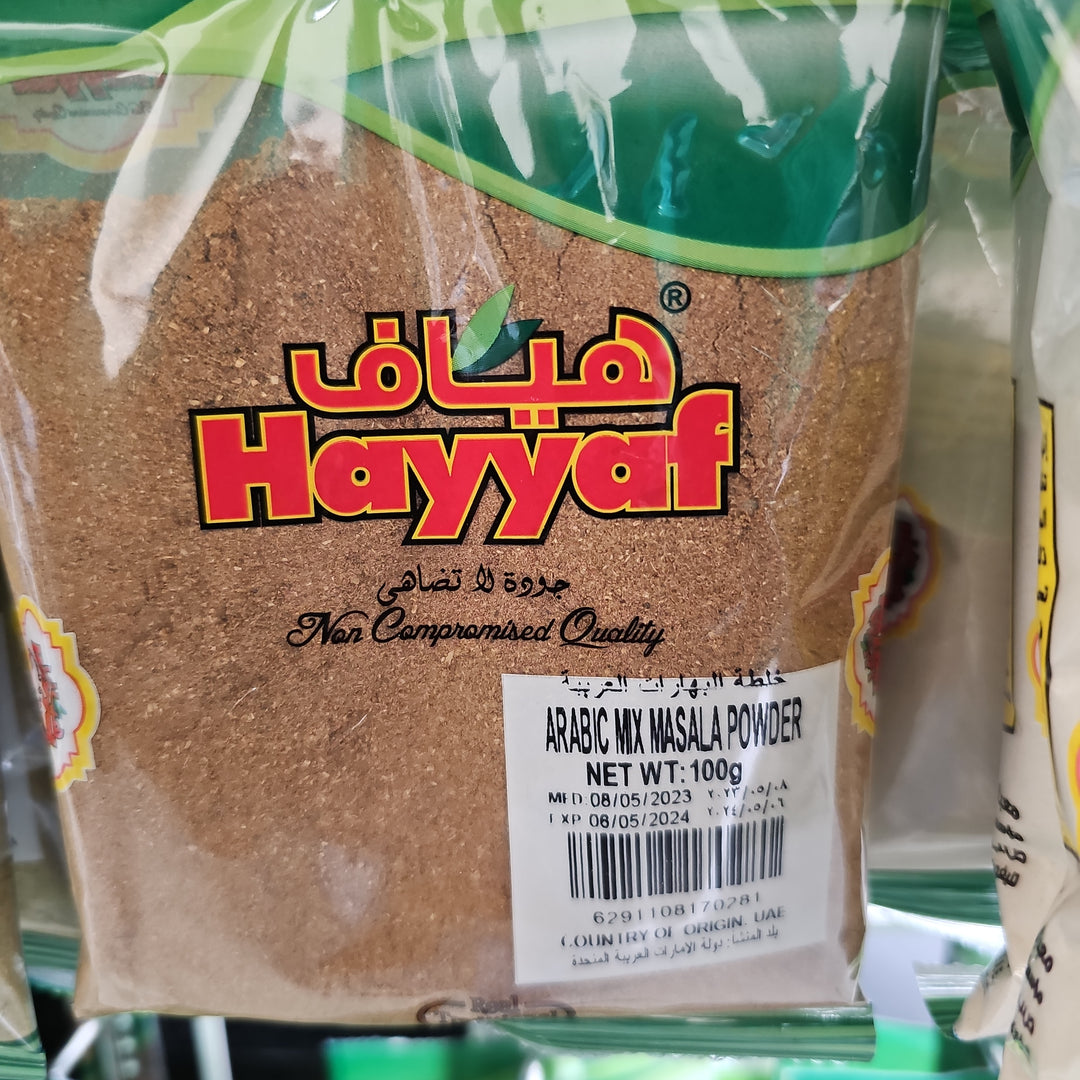 هياف
®
Hayyaf
جودة لا تضاهى
Non Compromised Quality
خلطة البهارات العربية
ARABIC MIX MASALA POWDER
NET WT: 100g
MFD: 08/05/2023 ٢٠٢٣/٠٥/٠٨
EXP 06/05/2024 ٢٠٢٤/٠٥/٠٦
6291108170281
COUNTRY OF ORIGIN. UAE
بلد المنشأ: دولة الامارات العربية المتحدة